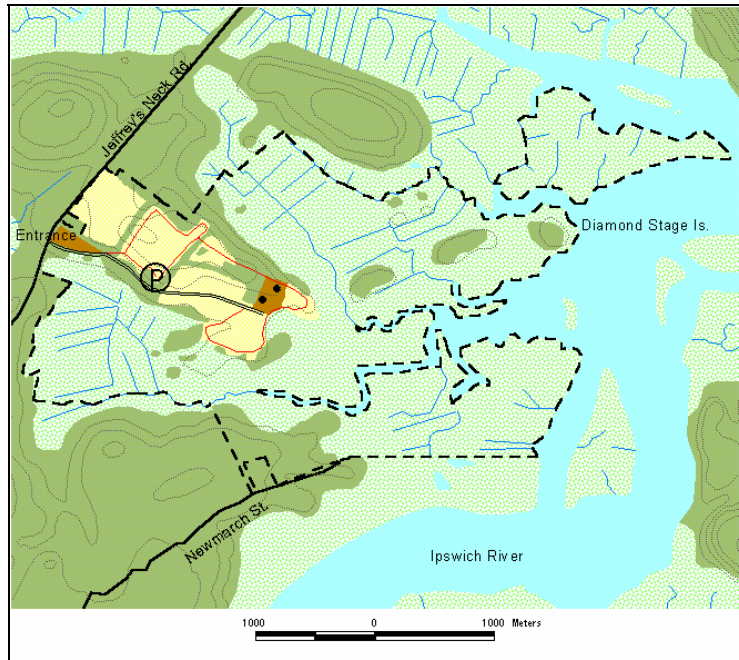 Jeffrey's Neck Rd.
Entrance
Diamond Stage Is.
P
Newmarch St.
Ipswich River
1000 0 1000 Meters